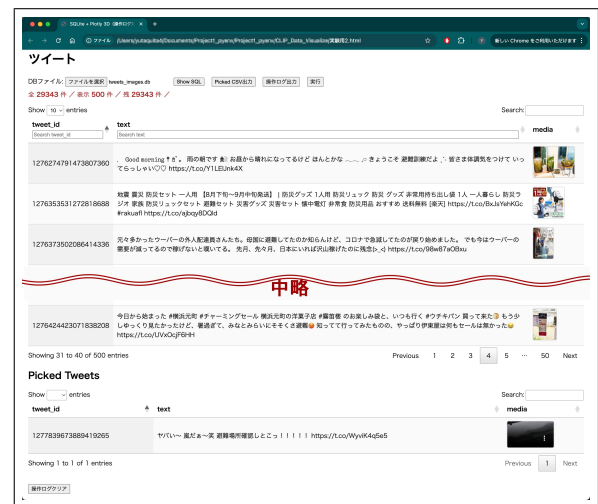 SQLite + Plotly 3D (操作ログ)
ファイル /Users/yutaquita4/Documents/Project1_pyenv/Project1_pyenv/CLIP_Data_Visualize/実験用2.html
新しい Chrome をご利用いただけます
ツイート
DBファイル: ファイルを選択 tweets_images.db Show SQL Picked CSV出力 操作ログ出力 実行
全 29343 件 / 表示 500 件 / 残 29343 件 /
Show 10 entries Search:
tweet_id text media
Search tweet_id Search text
1276274791473807360
Good morning 雨の朝です お昼から晴れになってるけど ほんとかな きょうそぞ 避難訓練だよ 皆さま体調気をつけて いっ
てらっしゃい♡♡ https://t.co/Y1LEIJnk4X
1276353531272818688
地震 震災 防災セット 一人用 【8月下旬〜9月中旬発送】 | 防災グッズ 1人用 防災リュック 防災 グッズ 非常用持ち出し袋 1人 一人暮らし 防災ラ
ジオ 家族 防災リュックセット 避難セット 災害グッズ 災害セット 懐中電灯 非常食 防災用品 おすすめ 送料無料 [楽天] https://t.co/BxJsYehKGc
#rakuafl https://t.co/ajbqy8DQld
1276373502086414336
元々多かったウーバーの外人配達員さんたち。母国に避難してたのか知らんけど、コロナで急減してたのが戻り始めました。 でも今はウーバーの
需要が減ってるので稼げないと嘆いてる。 先月、先々月、日本にいれば沢山稼げたのに残念(>_<) https://t.co/98w87aOBxu
中略
1276424423071838208
今日から始まった #横浜元町 #チャーミングセール 横浜元町の洋菓子店 #霧笛楼 のお楽しみ袋と、いつも行く #ウチキパン 買って来た もう少
しゆっくり見たかったけど、暑過ぎて、みなとみらいにそそくさ避難 知ってて行ってみたものの、やっぱり伊東屋は何もセールは無かった
https://t.co/UVxOcjF6HH
Showing 31 to 40 of 500 entries Previous 1 2 3 4 5 … 50 Next
Picked Tweets
Show entries Search:
tweet_id text media
1277839673889419265 ヤバい〜 嵐だぁ〜笑 避難場所確認しとこっ!!!!! https://t.co/WyviK4q5e5
Showing 1 to 1 of 1 entries Previous 1 Next
操作ログクリア